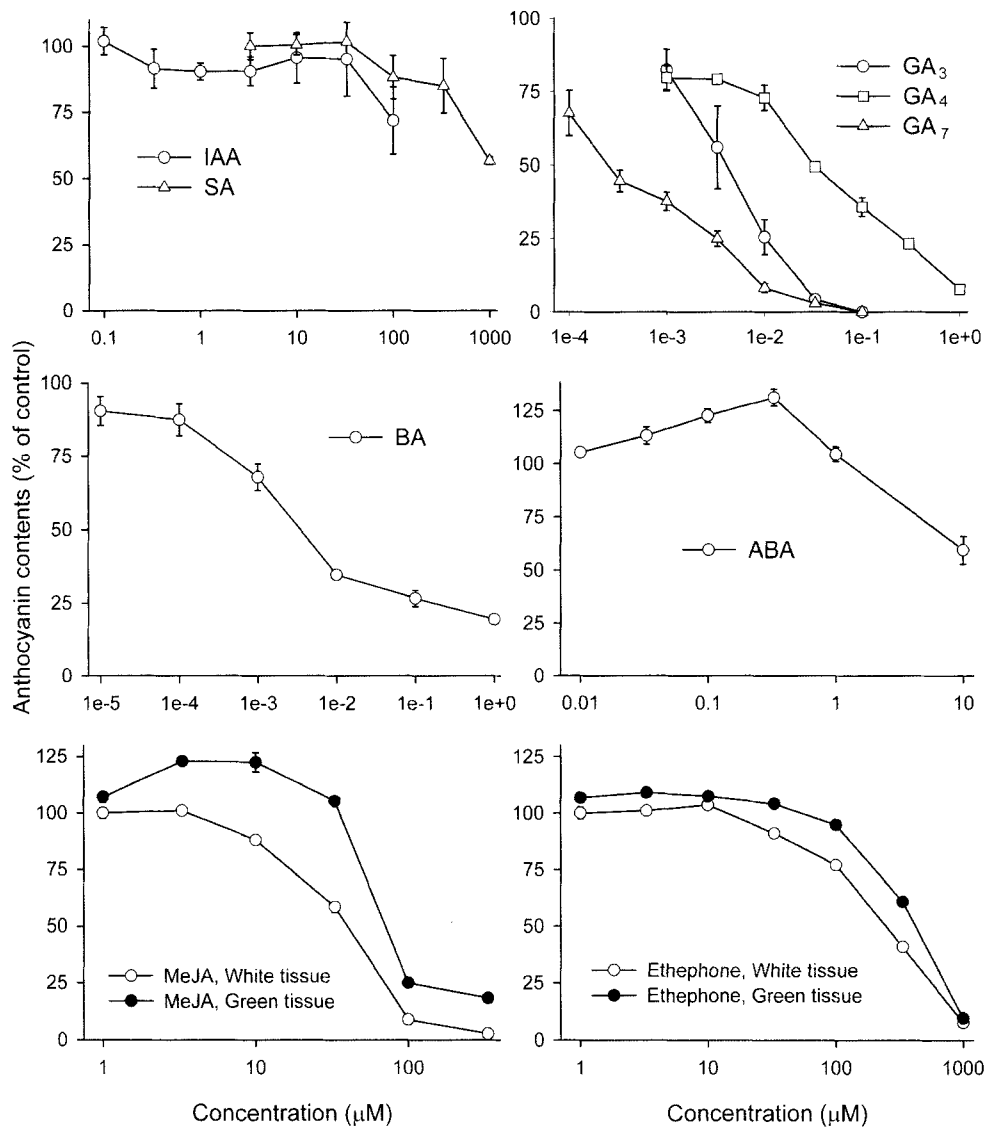 100
75
50
25
0
IAA
SA
0.1 1 10 100 1000
100
75
50
25
0
GA3
GA4
GA7
1e-4 1e-3 1e-2 1e-1 1e+0
Anthocyanin contents (% of control)
100
75
50
25
0
BA
1e-5 1e-4 1e-3 1e-2 1e-1 1e+0
125
100
75
50
25
0
ABA
0.01 0.1 1 10
125
100
75
50
25
0
MeJA, White tissue
MeJA, Green tissue
1 10 100
Concentration (μM)
125
100
75
50
25
0
Ethephone, White tissue
Ethephone, Green tissue
1 10 100 1000
Concentration (μM)